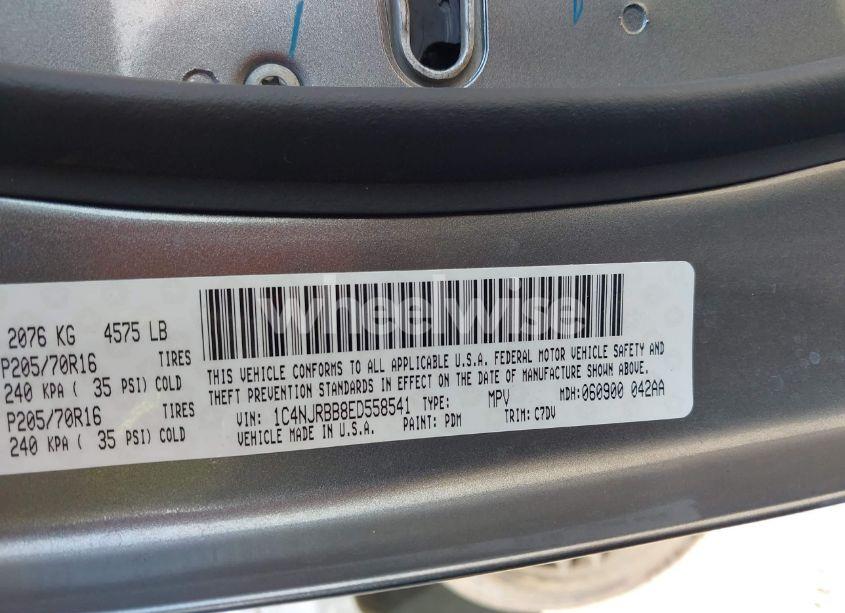 2076 KG 4575 LB
P205/70R16 TIRES
240 KPA ( 35 PSI) COLD
P205/70R16 TIRES
240 KPA ( 35 PSI) COLD
wheelwise
THIS VEHICLE CONFORMS TO ALL APPLICABLE U.S.A. FEDERAL MOTOR VEHICLE SAFETY AND
THEFT PREVENTION STANDARDS IN EFFECT ON THE DATE OF MANUFACTURE SHOWN ABOVE.
VIN: 1C4NJRBB8ED558541 TYPE: MPV MDH: 060900 042AA
VEHICLE MADE IN U.S.A. PAINT: PDM TRIM: C7DV